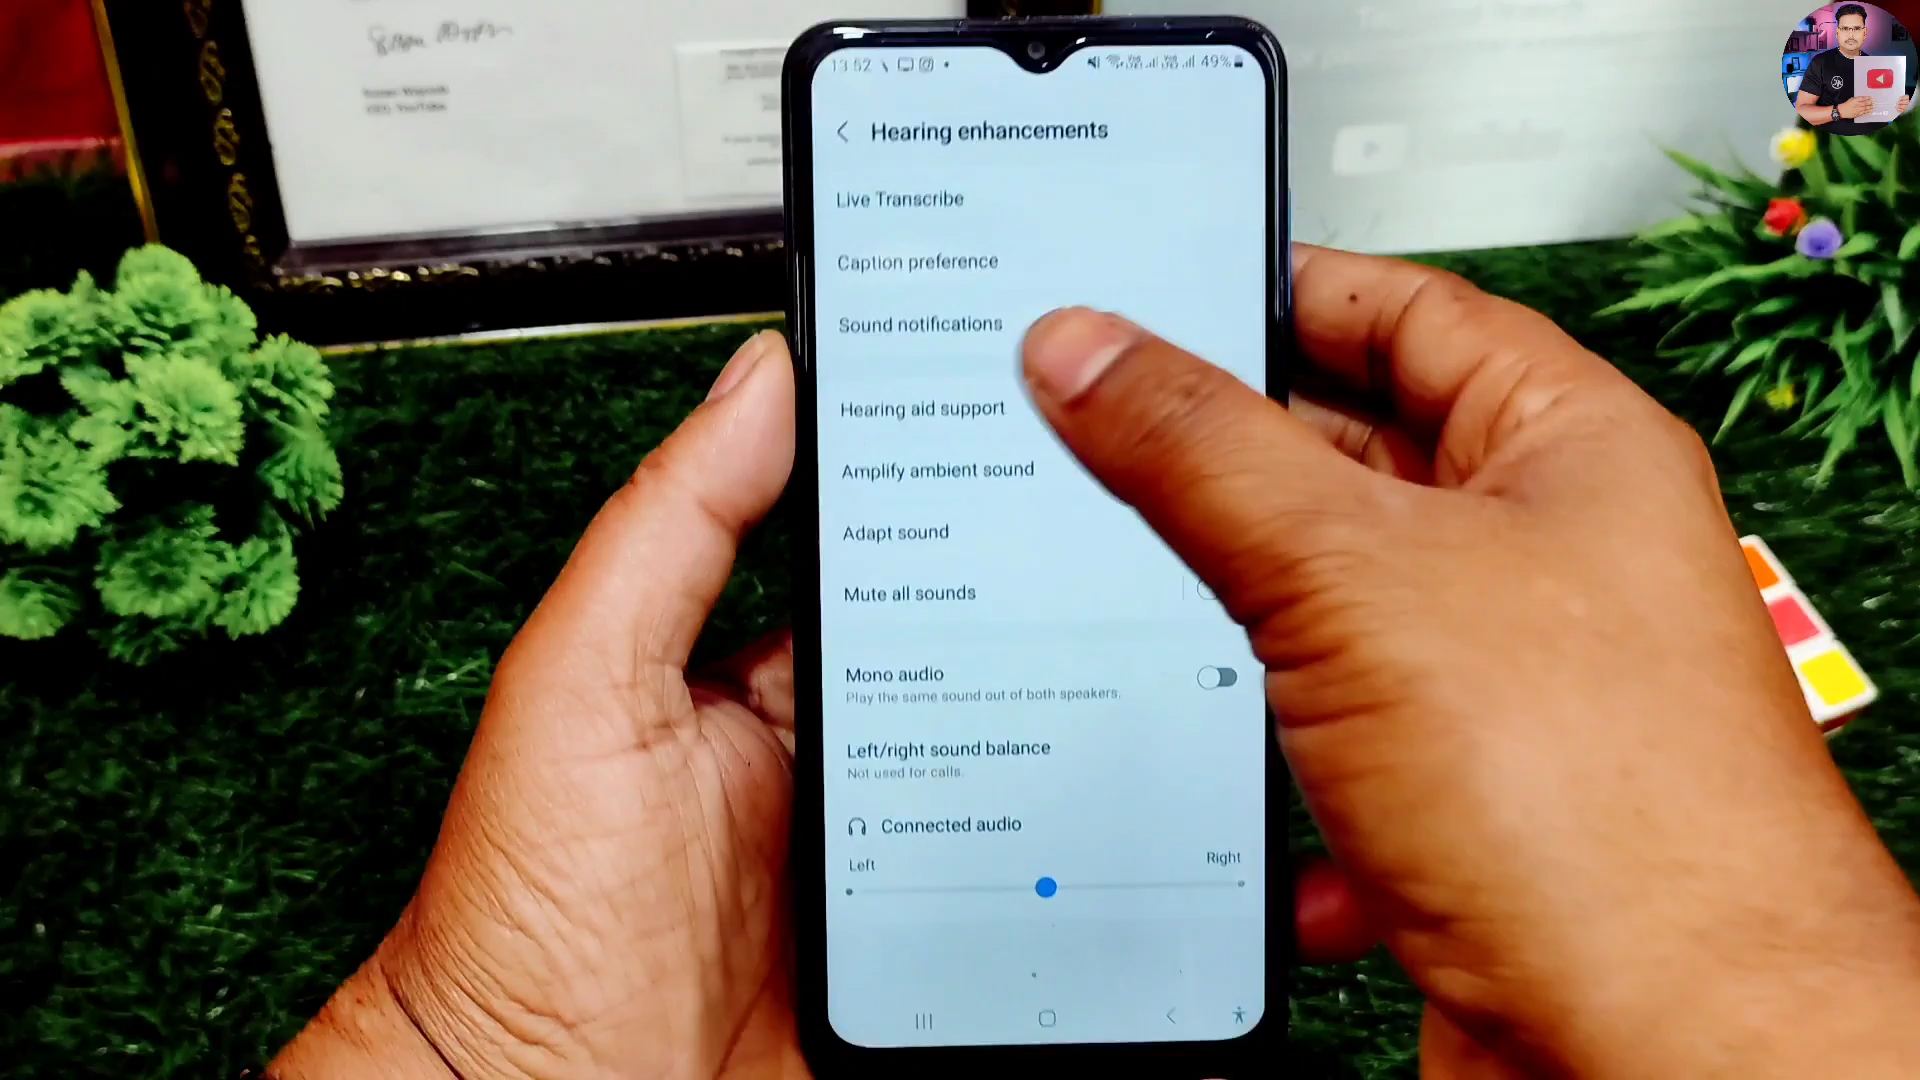 13:52
49%
Hearing enhancements
Live Transcribe
Caption preference
Sound notifications
Hearing aid support
Amplify ambient sound
Adapt sound
Mute all sounds
Mono audio
Play the same sound out of both speakers.
Left/right sound balance
Not used for calls.
Connected audio
Left
Right